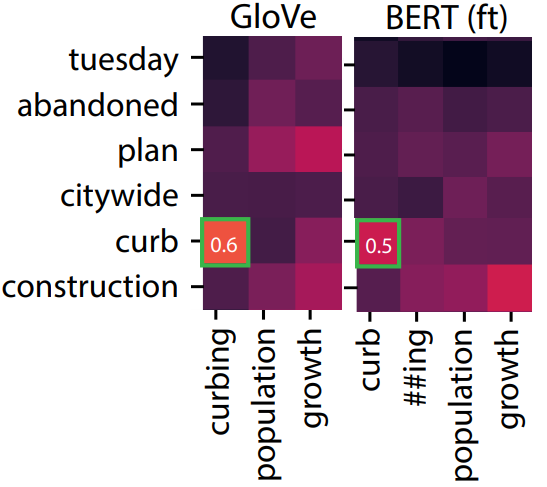 GloVe BERT (ft)
tuesday
abandoned
plan
citywide
curb 0.6 0.5
construction
curbing population growth curb ##ing population growth